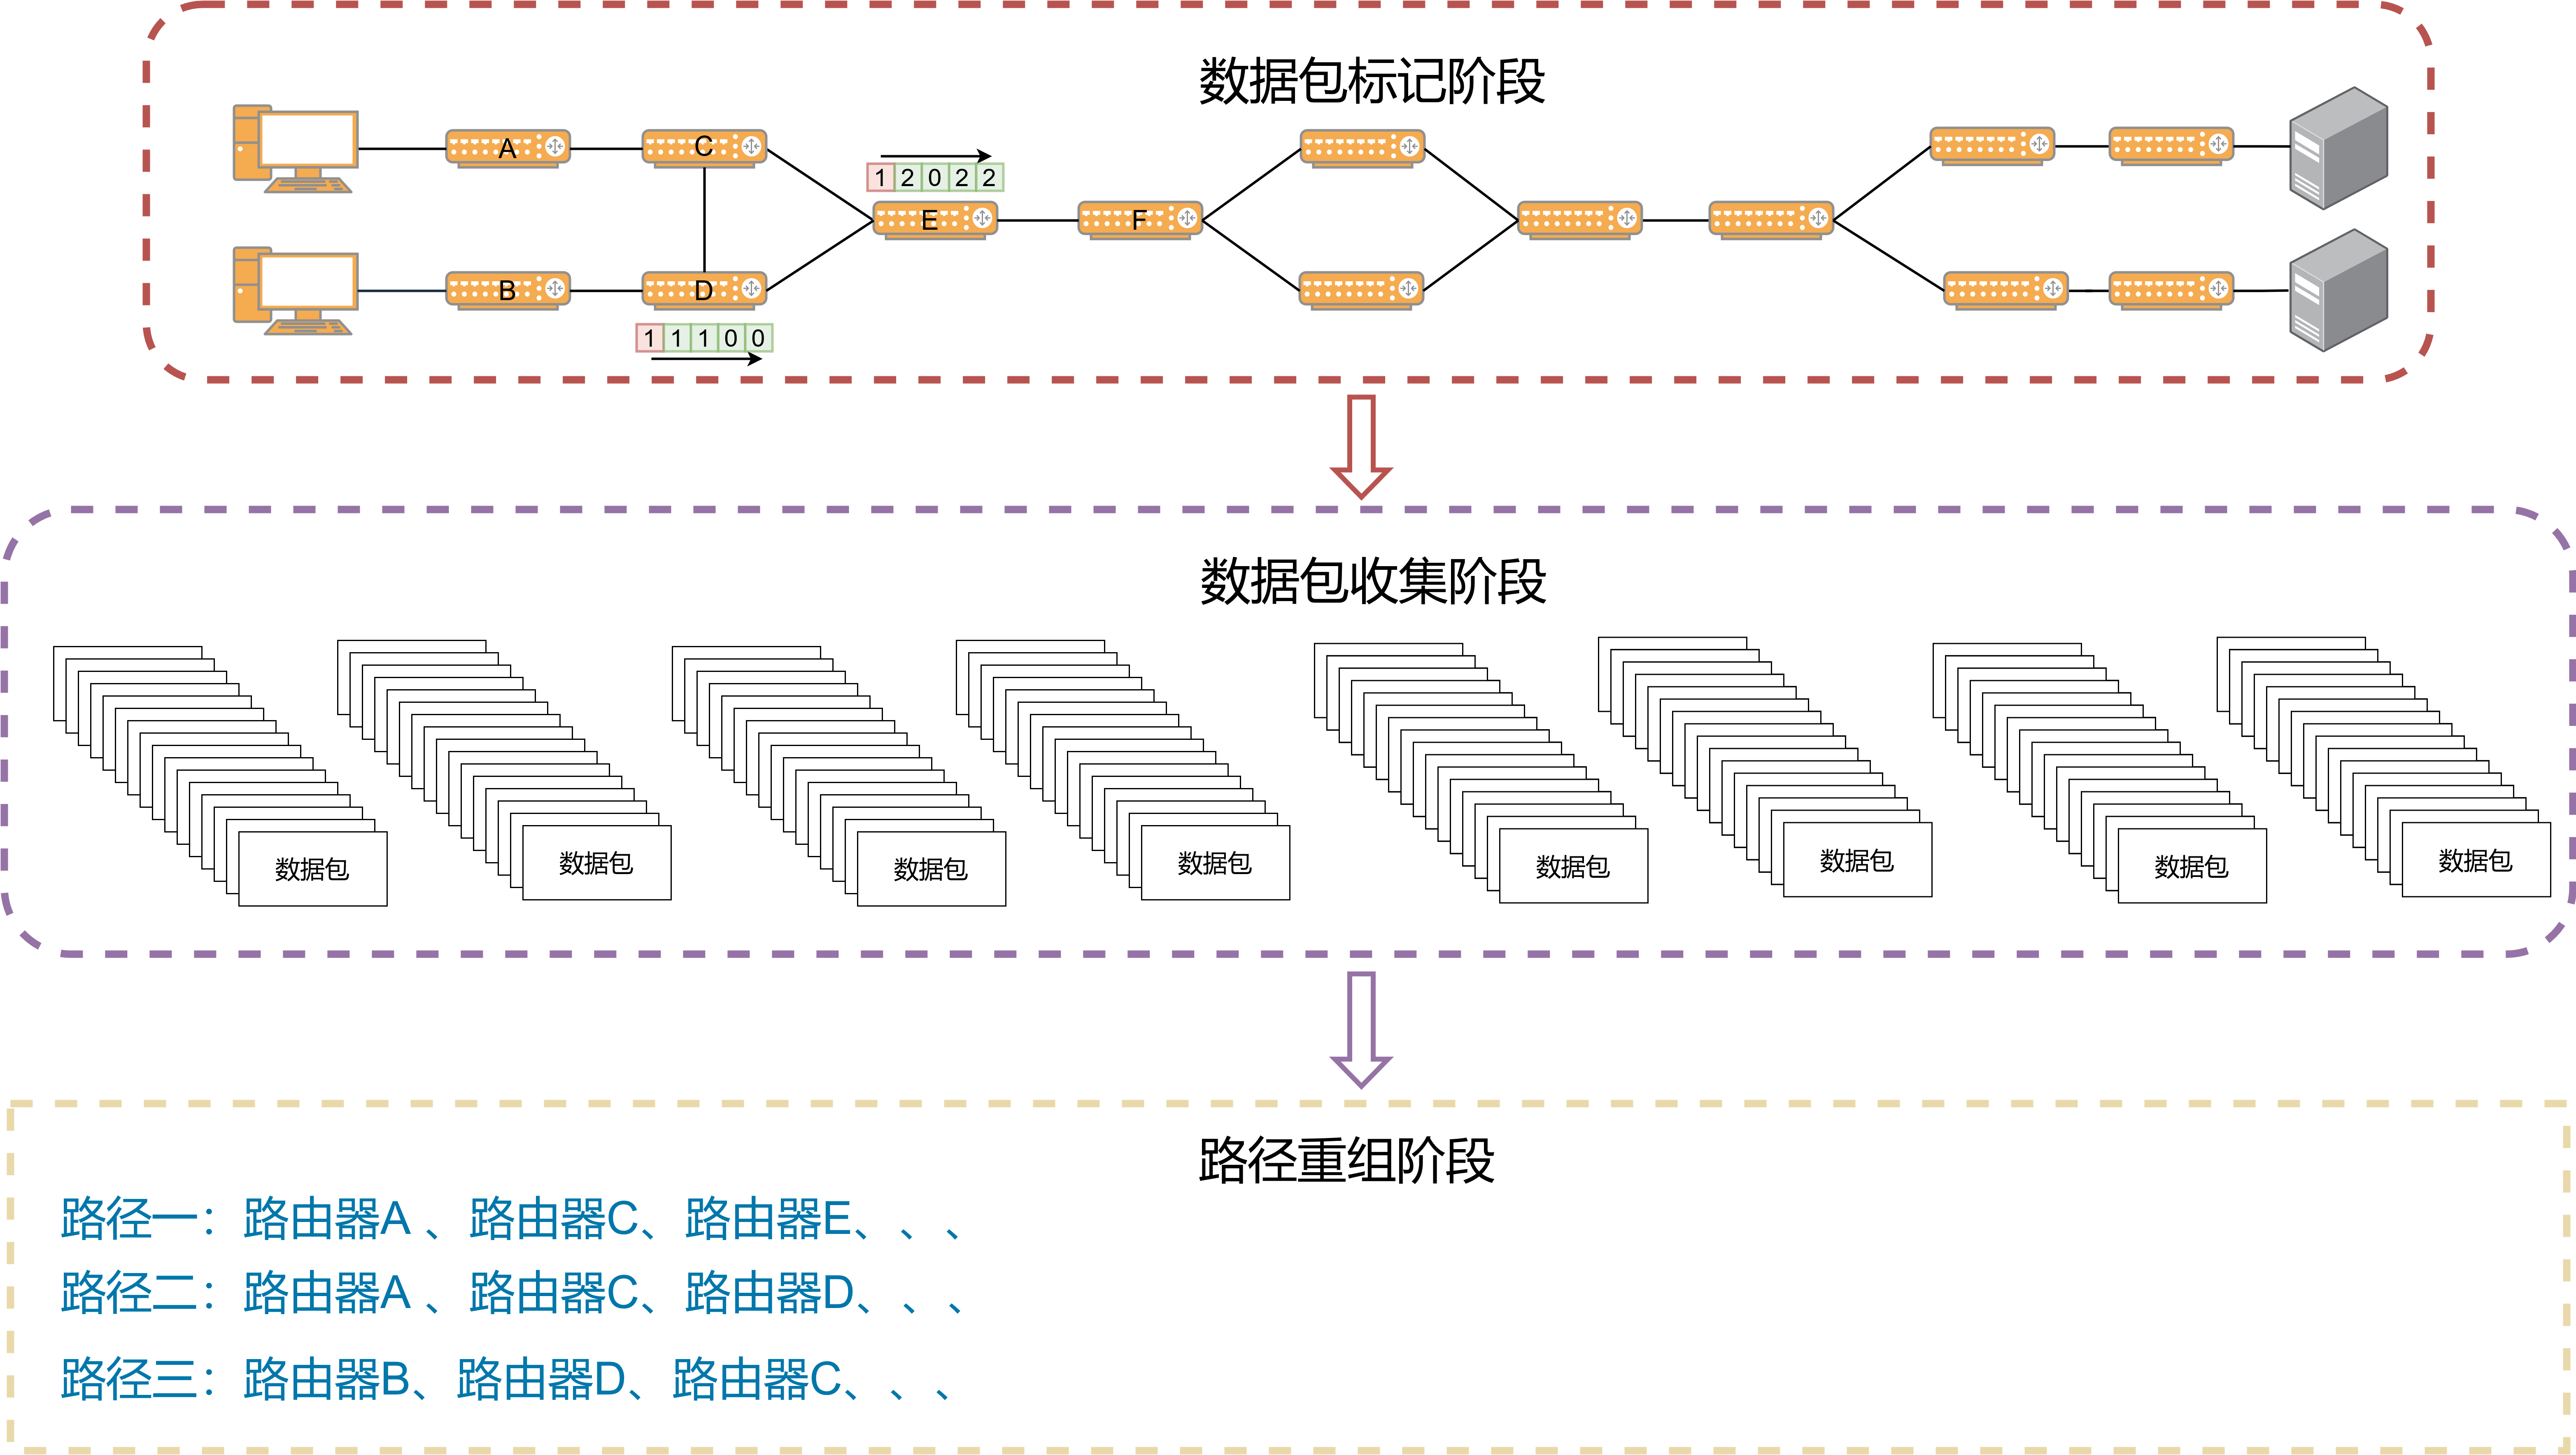 数据包标记阶段
A
C
1 2 0 2 2
E
F
B
D
1 1 1 0 0
数据包收集阶段
数据包
数据包
数据包
数据包
数据包
数据包
数据包
数据包
路径重组阶段
路径一：路由器A 、路由器C、路由器E、、、
路径二：路由器A 、路由器C、路由器D、、、
路径三：路由器B、路由器D、路由器C、、、